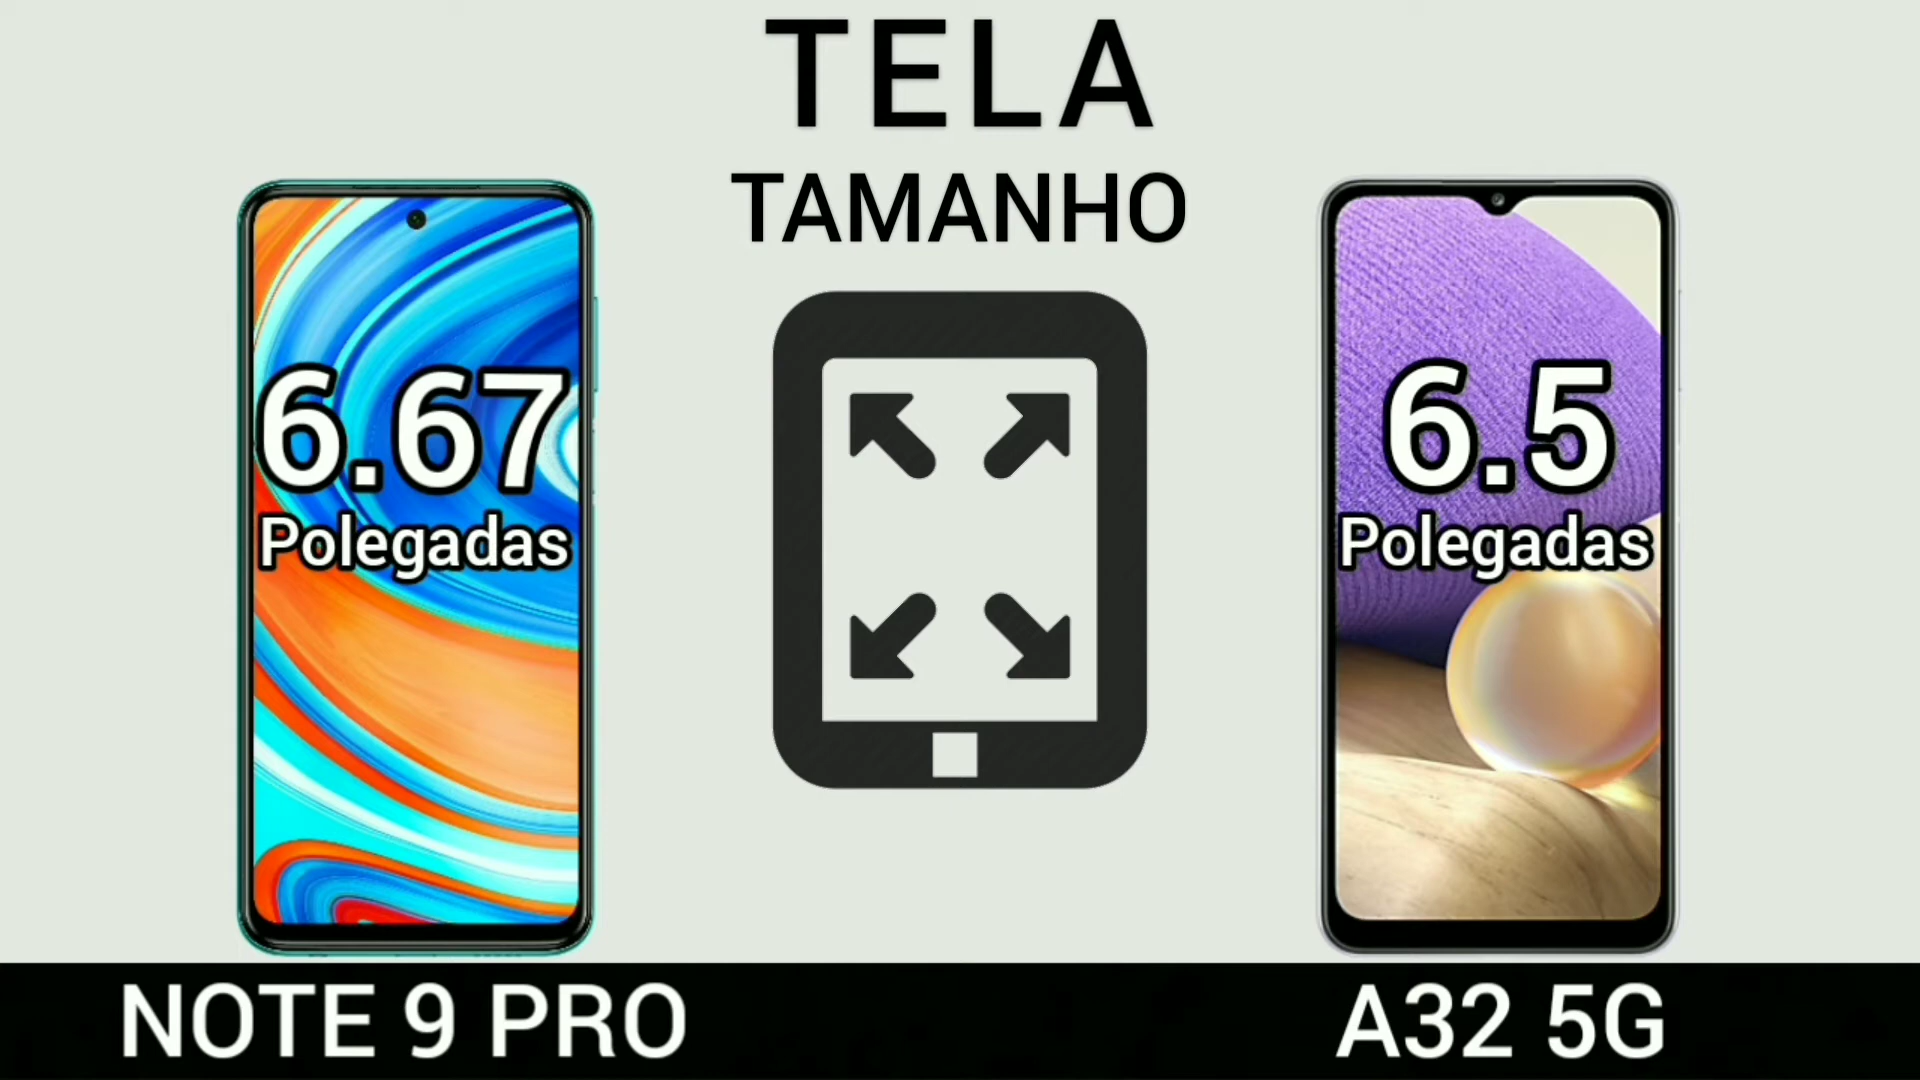 TELA
TAMANHO
6.67
Polegadas
6.5
Polegadas
NOTE 9 PRO
A32 5G